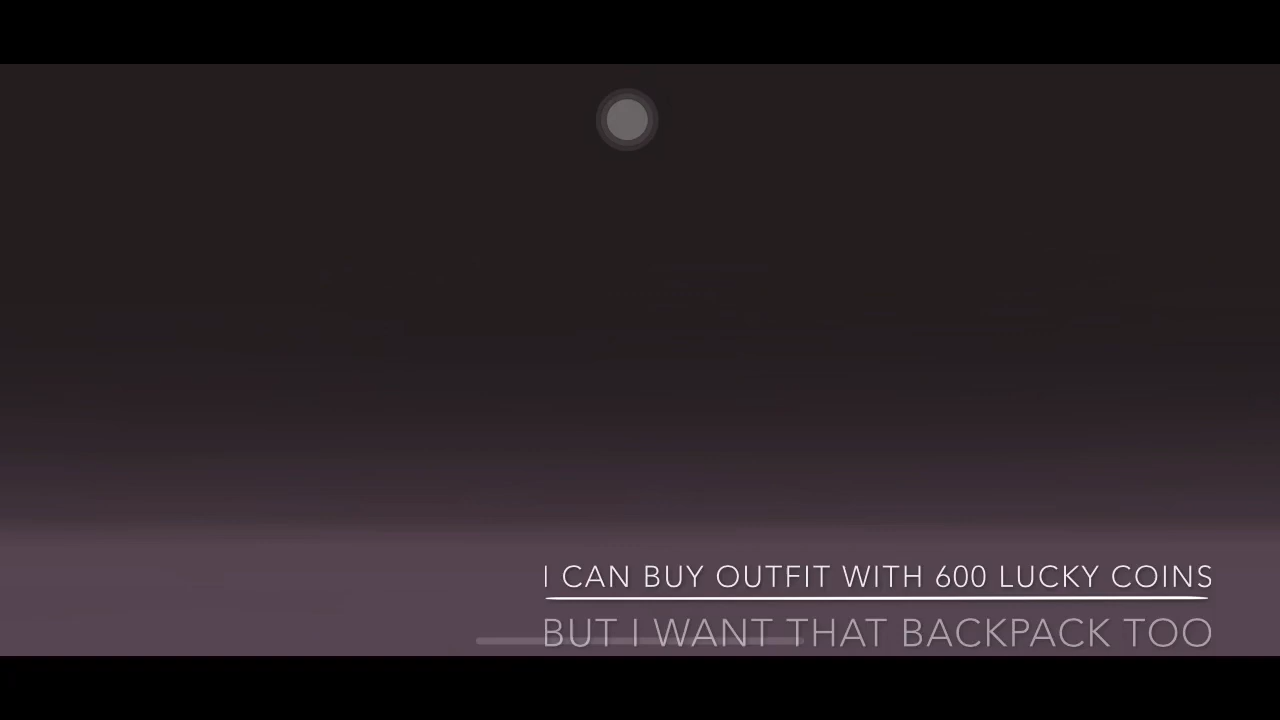 I CAN BUY OUTFIT WITH 600 LUCKY COINS
BUT I WANT THAT BACKPACK TOO